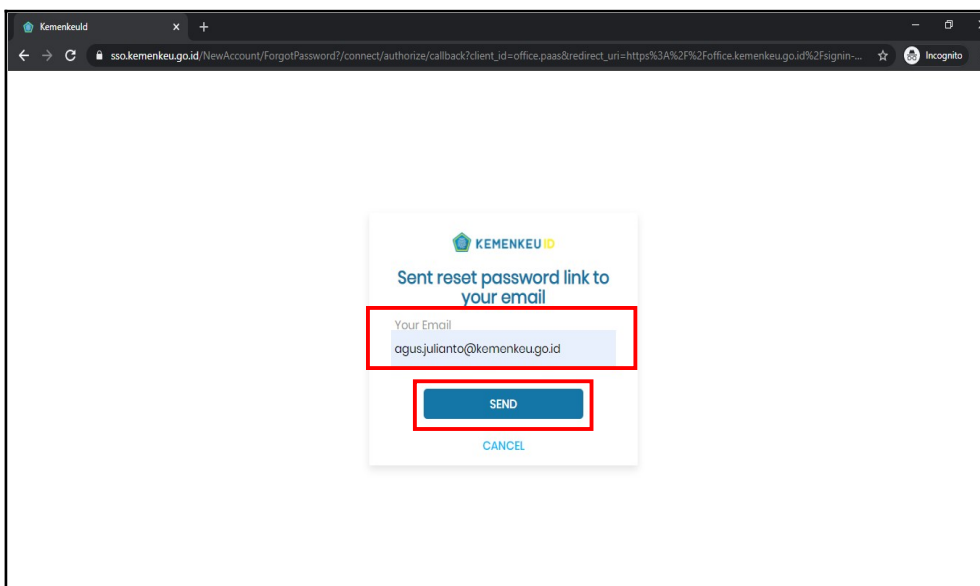 KemenkeuId
sso.kemenkeu.go.id/NewAccount/ForgotPassword?/connect/authorize/callback?client_id=office.paas&redirect_uri=https%3A%2F%2Foffice.kemenkeu.go.id%2Fsignin-...
Incognito
KEMENKEU ID
Sent reset password link to
your email
Your Email
agus.julianto@kemenkeu.go.id
SEND
CANCEL